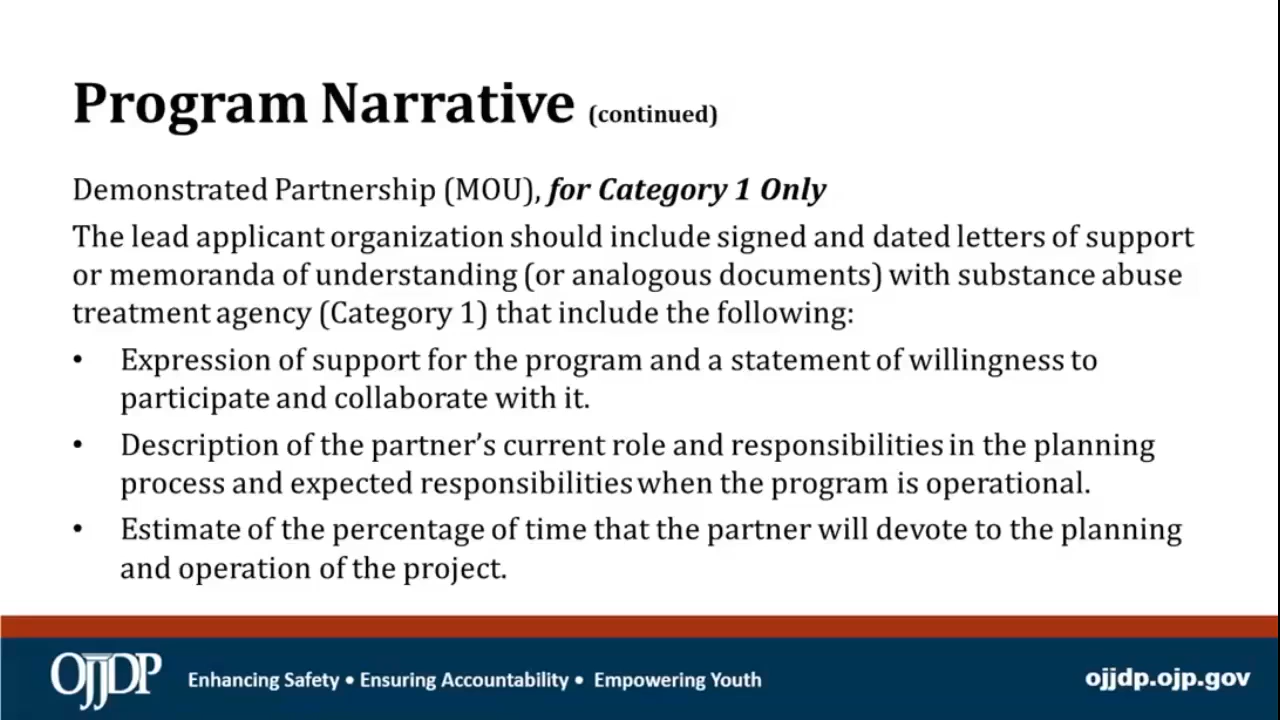 Program Narrative (continued)
Demonstrated Partnership (MOU), for Category 1 Only
The lead applicant organization should include signed and dated letters of support
or memoranda of understanding (or analogous documents) with substance abuse
treatment agency (Category 1) that include the following:
• Expression of support for the program and a statement of willingness to
participate and collaborate with it.
• Description of the partner’s current role and responsibilities in the planning
process and expected responsibilities when the program is operational.
• Estimate of the percentage of time that the partner will devote to the planning
and operation of the project.
OJJDP Enhancing Safety • Ensuring Accountability • Empowering Youth ojjdp.ojp.gov